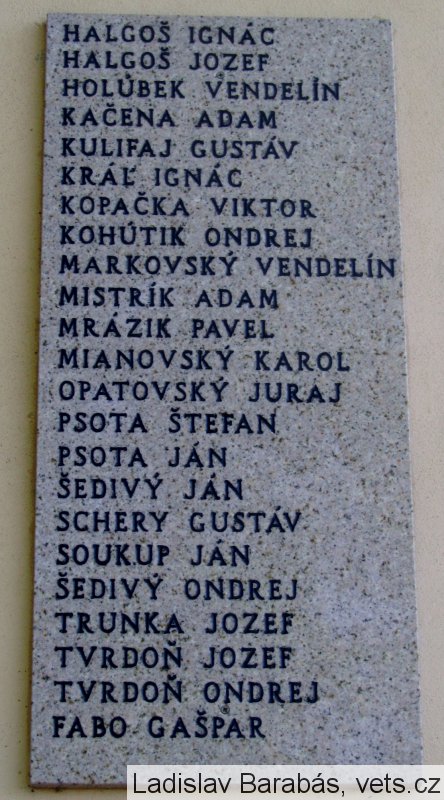 HALGOŠ IGNÁC
HALGOŠ JOZEF
HOLÚBEK VENDELÍN
KAČENA ADAM
KULIFAJ GUSTÁV
KRÁĽ IGNÁC
KOPAČKA VIKTOR
KOHÚTIK ONDREJ
MARKOVSKÝ VENDELÍN
MISTRÍK ADAM
MRÁZIK PAVEL
MIANOVSKÝ KAROL
OPATOVSKÝ JURAJ
PSOTA ŠTEFAN
PSOTA JÁN
ŠEDIVÝ JÁN
SCHERY GUSTÁV
SOUKUP JÁN
ŠEDIVÝ ONDREJ
TRUNKA JOZEF
TVRDOŇ JOZEF
TVRDOŇ ONDREJ
FABO GAŠPAR
Ladislav Barabás, vets.cz